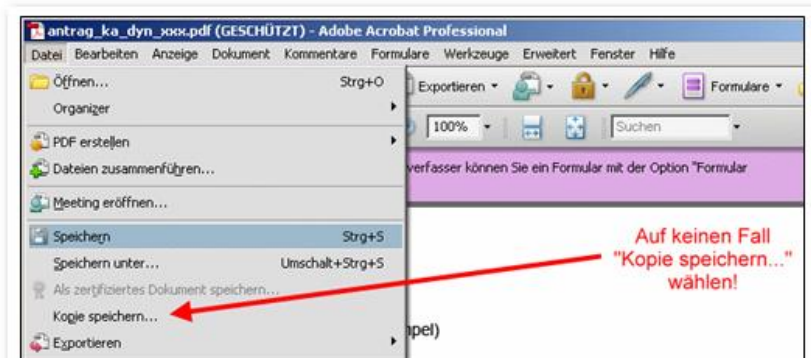 antrag_ka_dyn_xxx.pdf (GESCHÜTZT) - Adobe Acrobat Professional
Datei Bearbeiten Anzeige Dokument Kommentare Formulare Werkzeuge Erweitert Fenster Hilfe
Öffnen... Strg+O
Exportieren Formulare
Organizer
100% Suchen
PDF erstellen
Dateien zusammenführen...
verfasser können Sie ein Formular mit der Option "Formular
Meeting eröffnen...
Speichern Strg+S
Auf keinen Fall
"Kopie speichern..."
wählen!
Speichern unter... Umschalt+Strg+S
Als zertifiziertes Dokument speichern...
Kopie speichern...
npel)
Exportieren